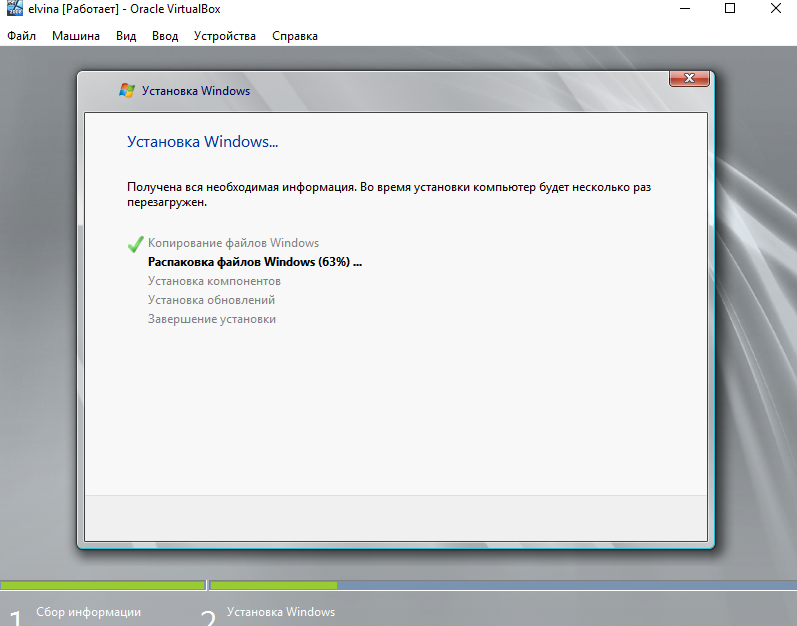 elvina [Работает] - Oracle VirtualBox
Файл Машина Вид Ввод Устройства Справка
Установка Windows
Установка Windows...
Получена вся необходимая информация. Во время установки компьютер будет несколько раз
перезагружен.
Копирование файлов Windows
Распаковка файлов Windows (63%) ...
Установка компонентов
Установка обновлений
Завершение установки
1 Сбор информации 2 Установка Windows